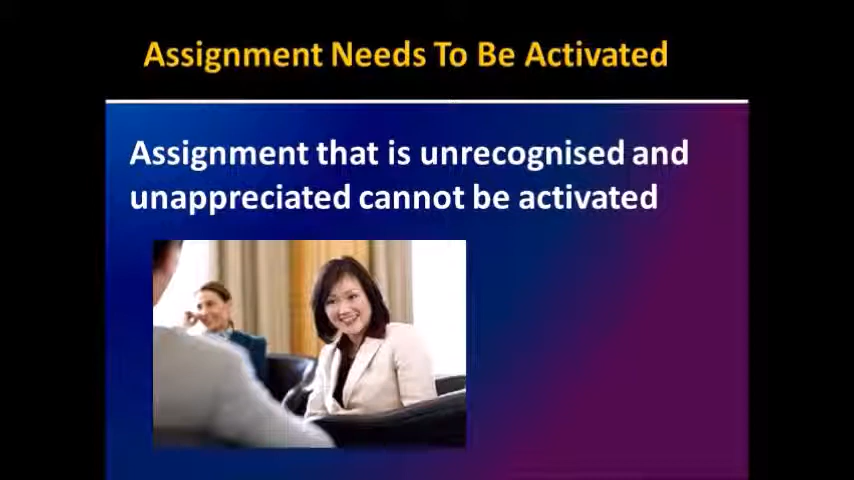 Assignment Needs To Be Activated
Assignment that is unrecognised and
unappreciated cannot be activated